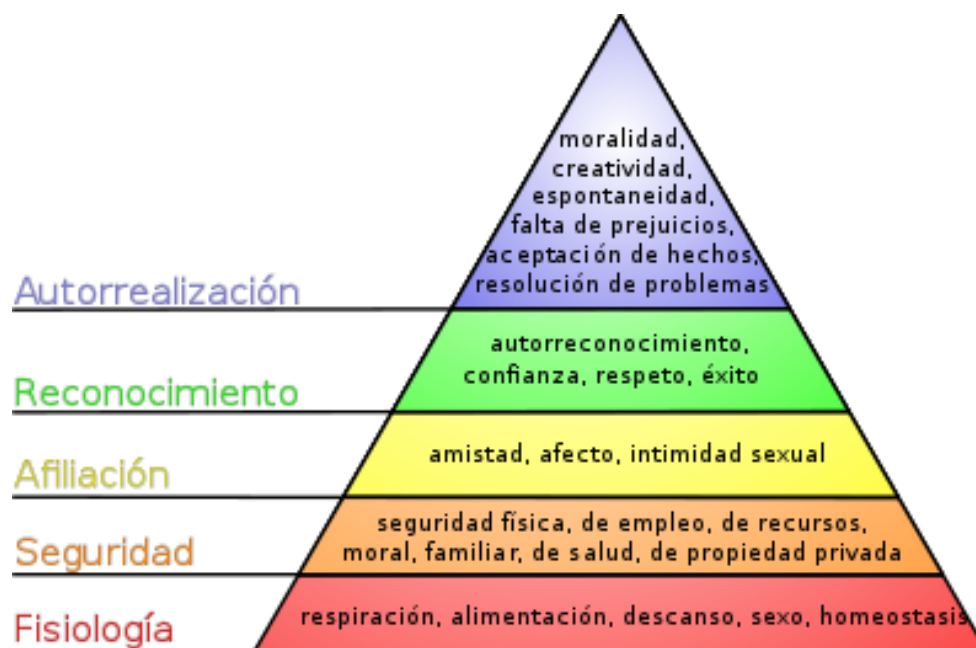 moralidad,
creatividad,
espontaneidad,
falta de prejuicios,
aceptación de hechos,
resolución de problemas
Autorrealización
autorreconocimiento,
confianza, respeto, éxito
Reconocimiento
amistad, afecto, intimidad sexual
Afiliación
seguridad física, de empleo, de recursos,
moral, familiar, de salud, de propiedad privada
Seguridad
respiración, alimentación, descanso, sexo, homeostasis
Fisiología